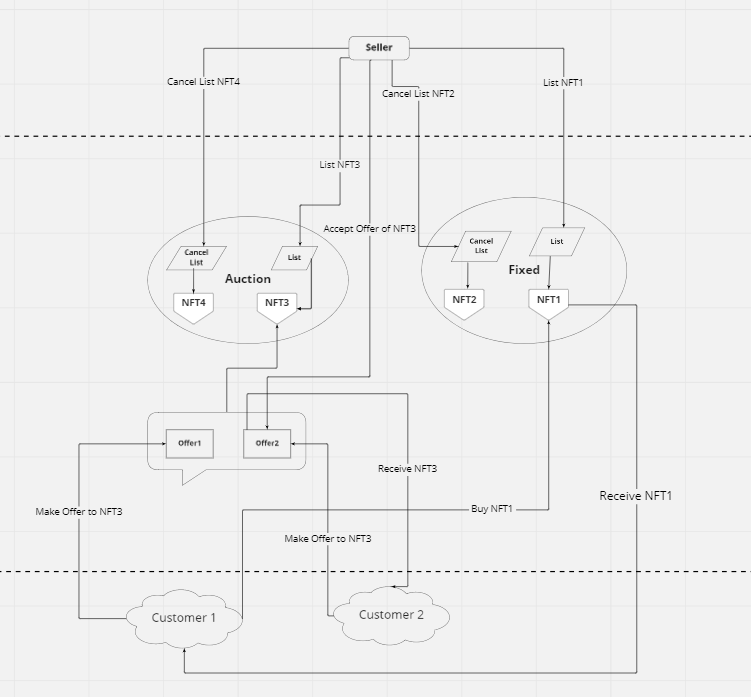 Seller
Cancel List NFT4
Cancel List NFT2
List NFT1
List NFT3
Accept Offer of NFT3
Cancel
List
List
Auction
NFT4
NFT3
Cancel
List
List
Fixed
NFT2
NFT1
Offer1
Offer2
Receive NFT3
Receive NFT1
Make Offer to NFT3
Buy NFT1
Make Offer to NFT3
Customer 1
Customer 2